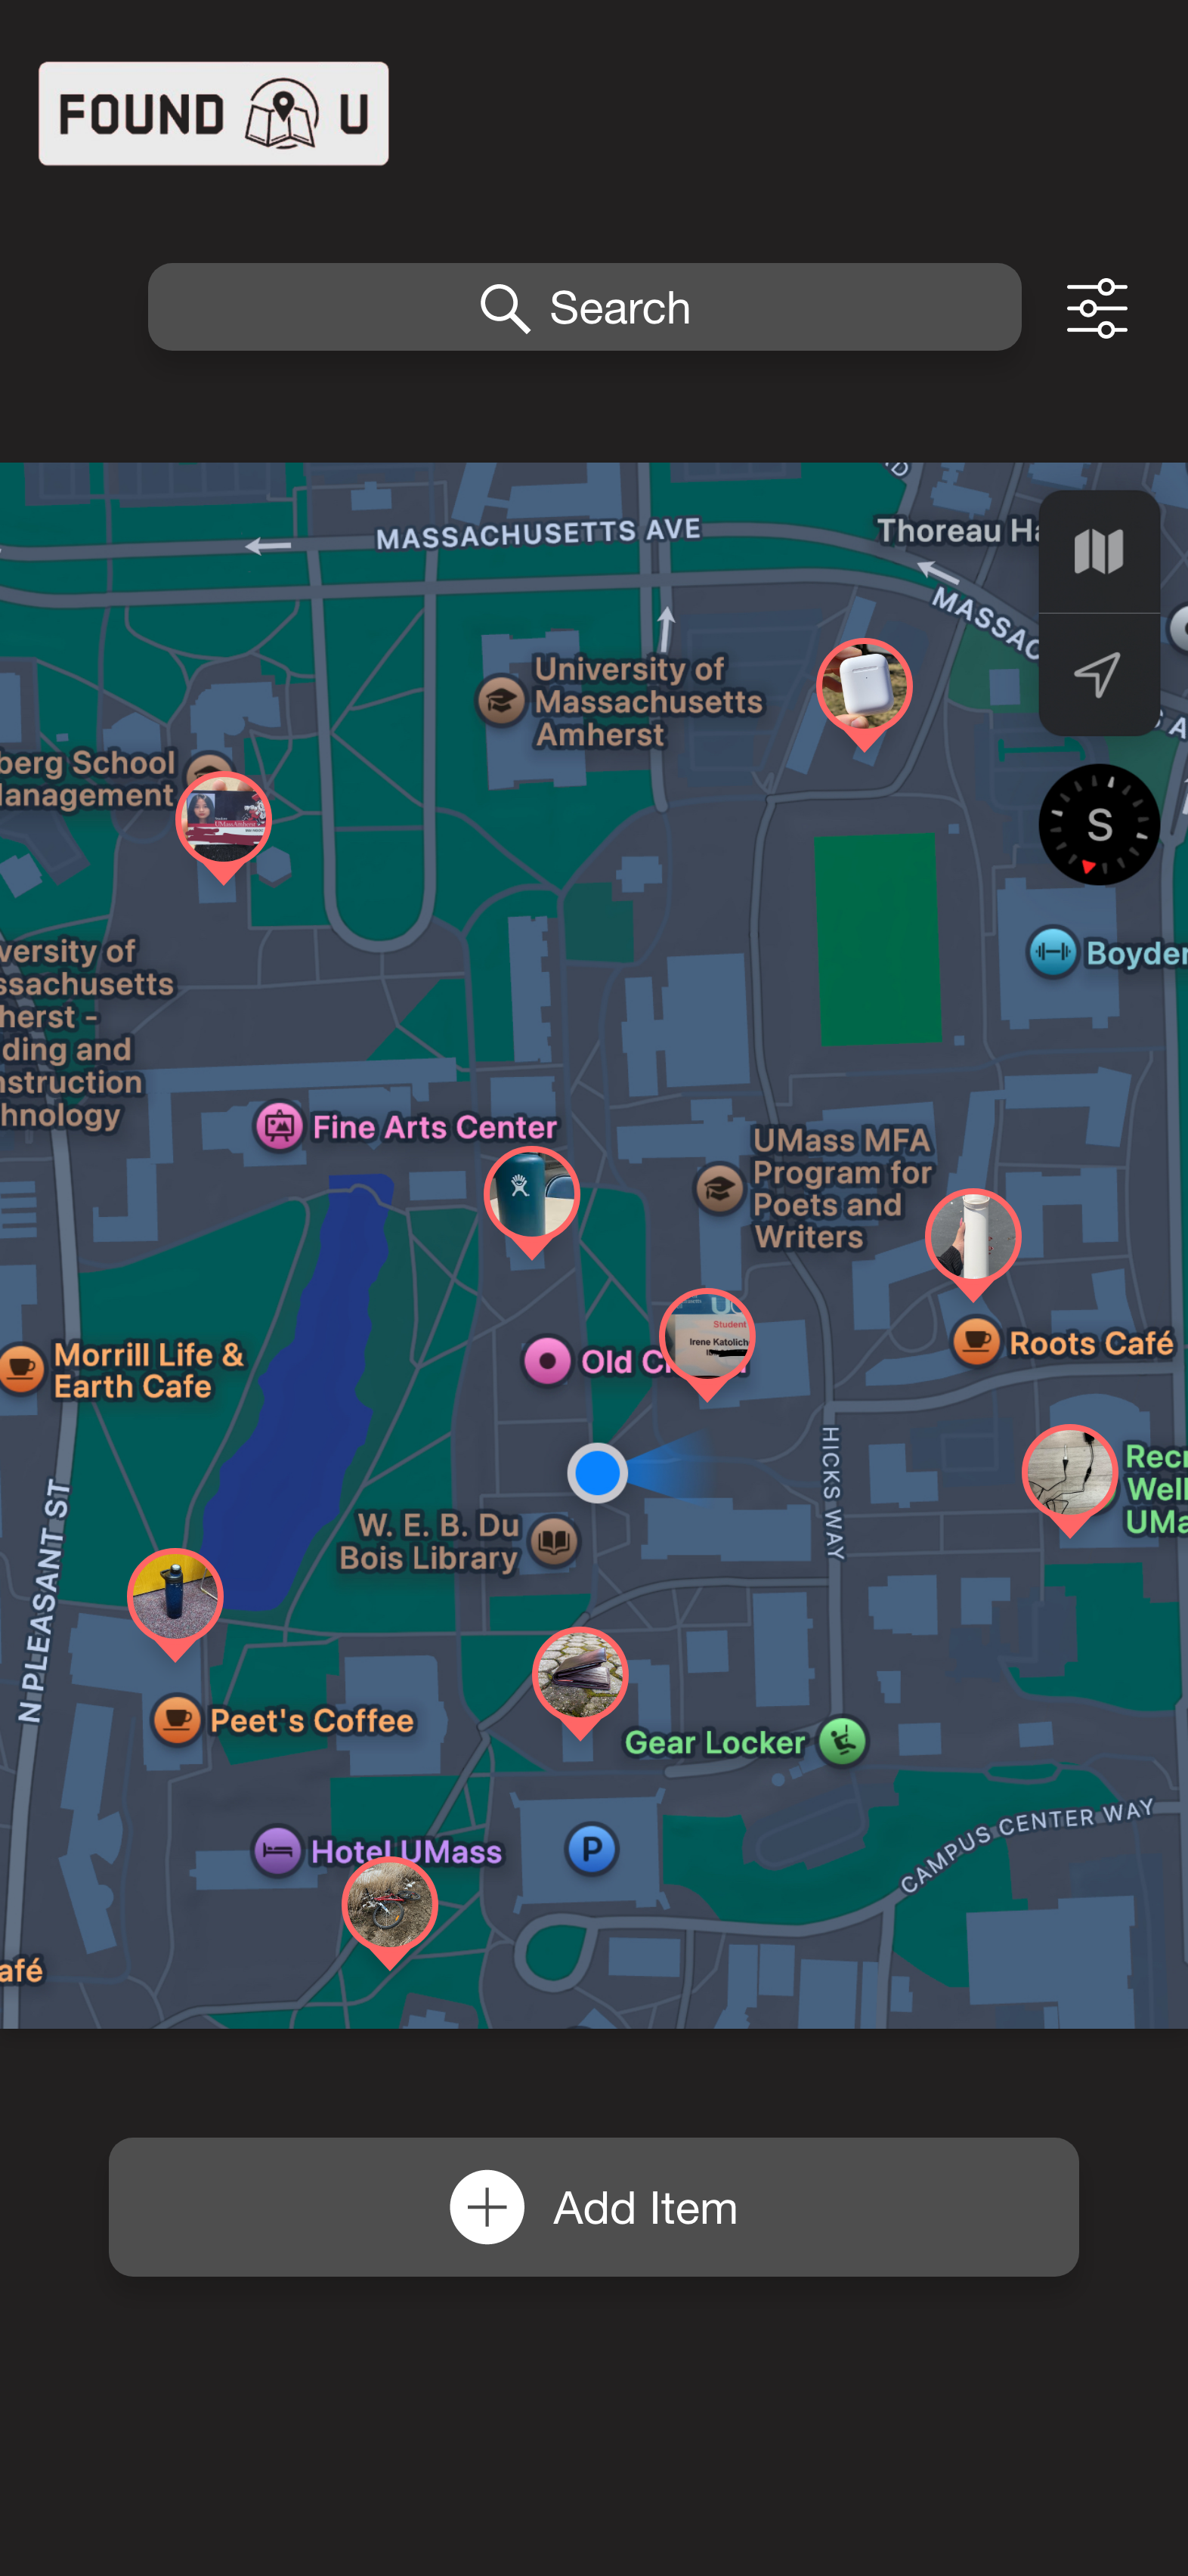 FOUND U
Search
MASSACHUSETTS AVE
Thoreau Ha
MASSAC
University of
Massachusetts
Amherst
berg School
anagement
S
Boyden
versity of
ssachusetts
herst -
ding and
nstruction
hnology
Fine Arts Center
UMass MFA
Program for
Poets and
Writers
Student
Irene Katolich
Morrill Life &
Earth Cafe
Old C
Roots Café
HICKS WAY
Recr
Well
UMa
W. E. B. Du
Bois Library
N PLEASANT ST
Peet's Coffee
Gear Locker
Hotel UMass
P
CAMPUS CENTER WAY
afé
Add Item